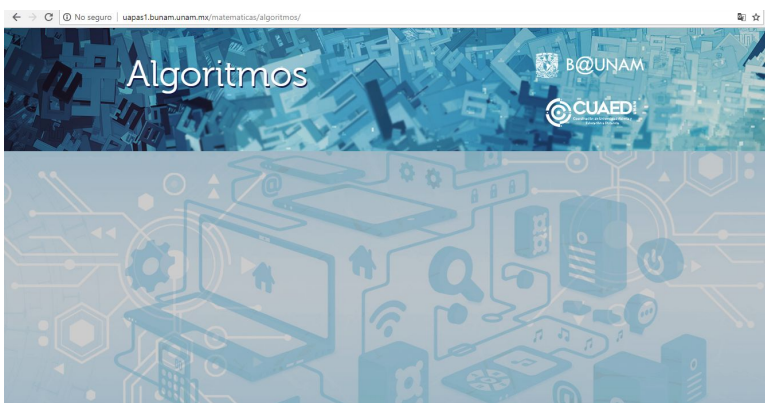 No seguro | uapas1.bunam.unam.mx/matematicas/algoritmos/
Algoritmos
B@UNAM
CUAED